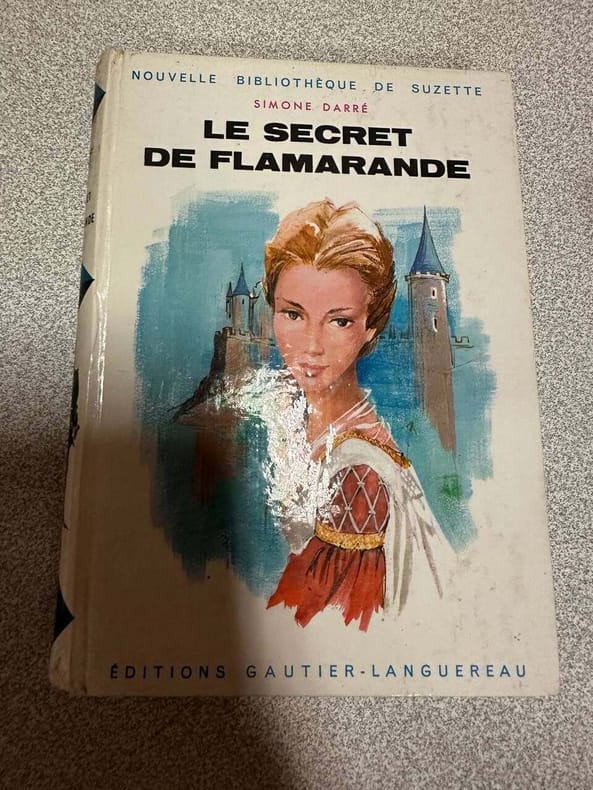 NOUVELLE BIBLIOTHÈQUE DE SUZETTE
SIMONE DARRÉ
LE SECRET
DE FLAMARANDE
ÉDITIONS GAUTIER-LANGUEREAU